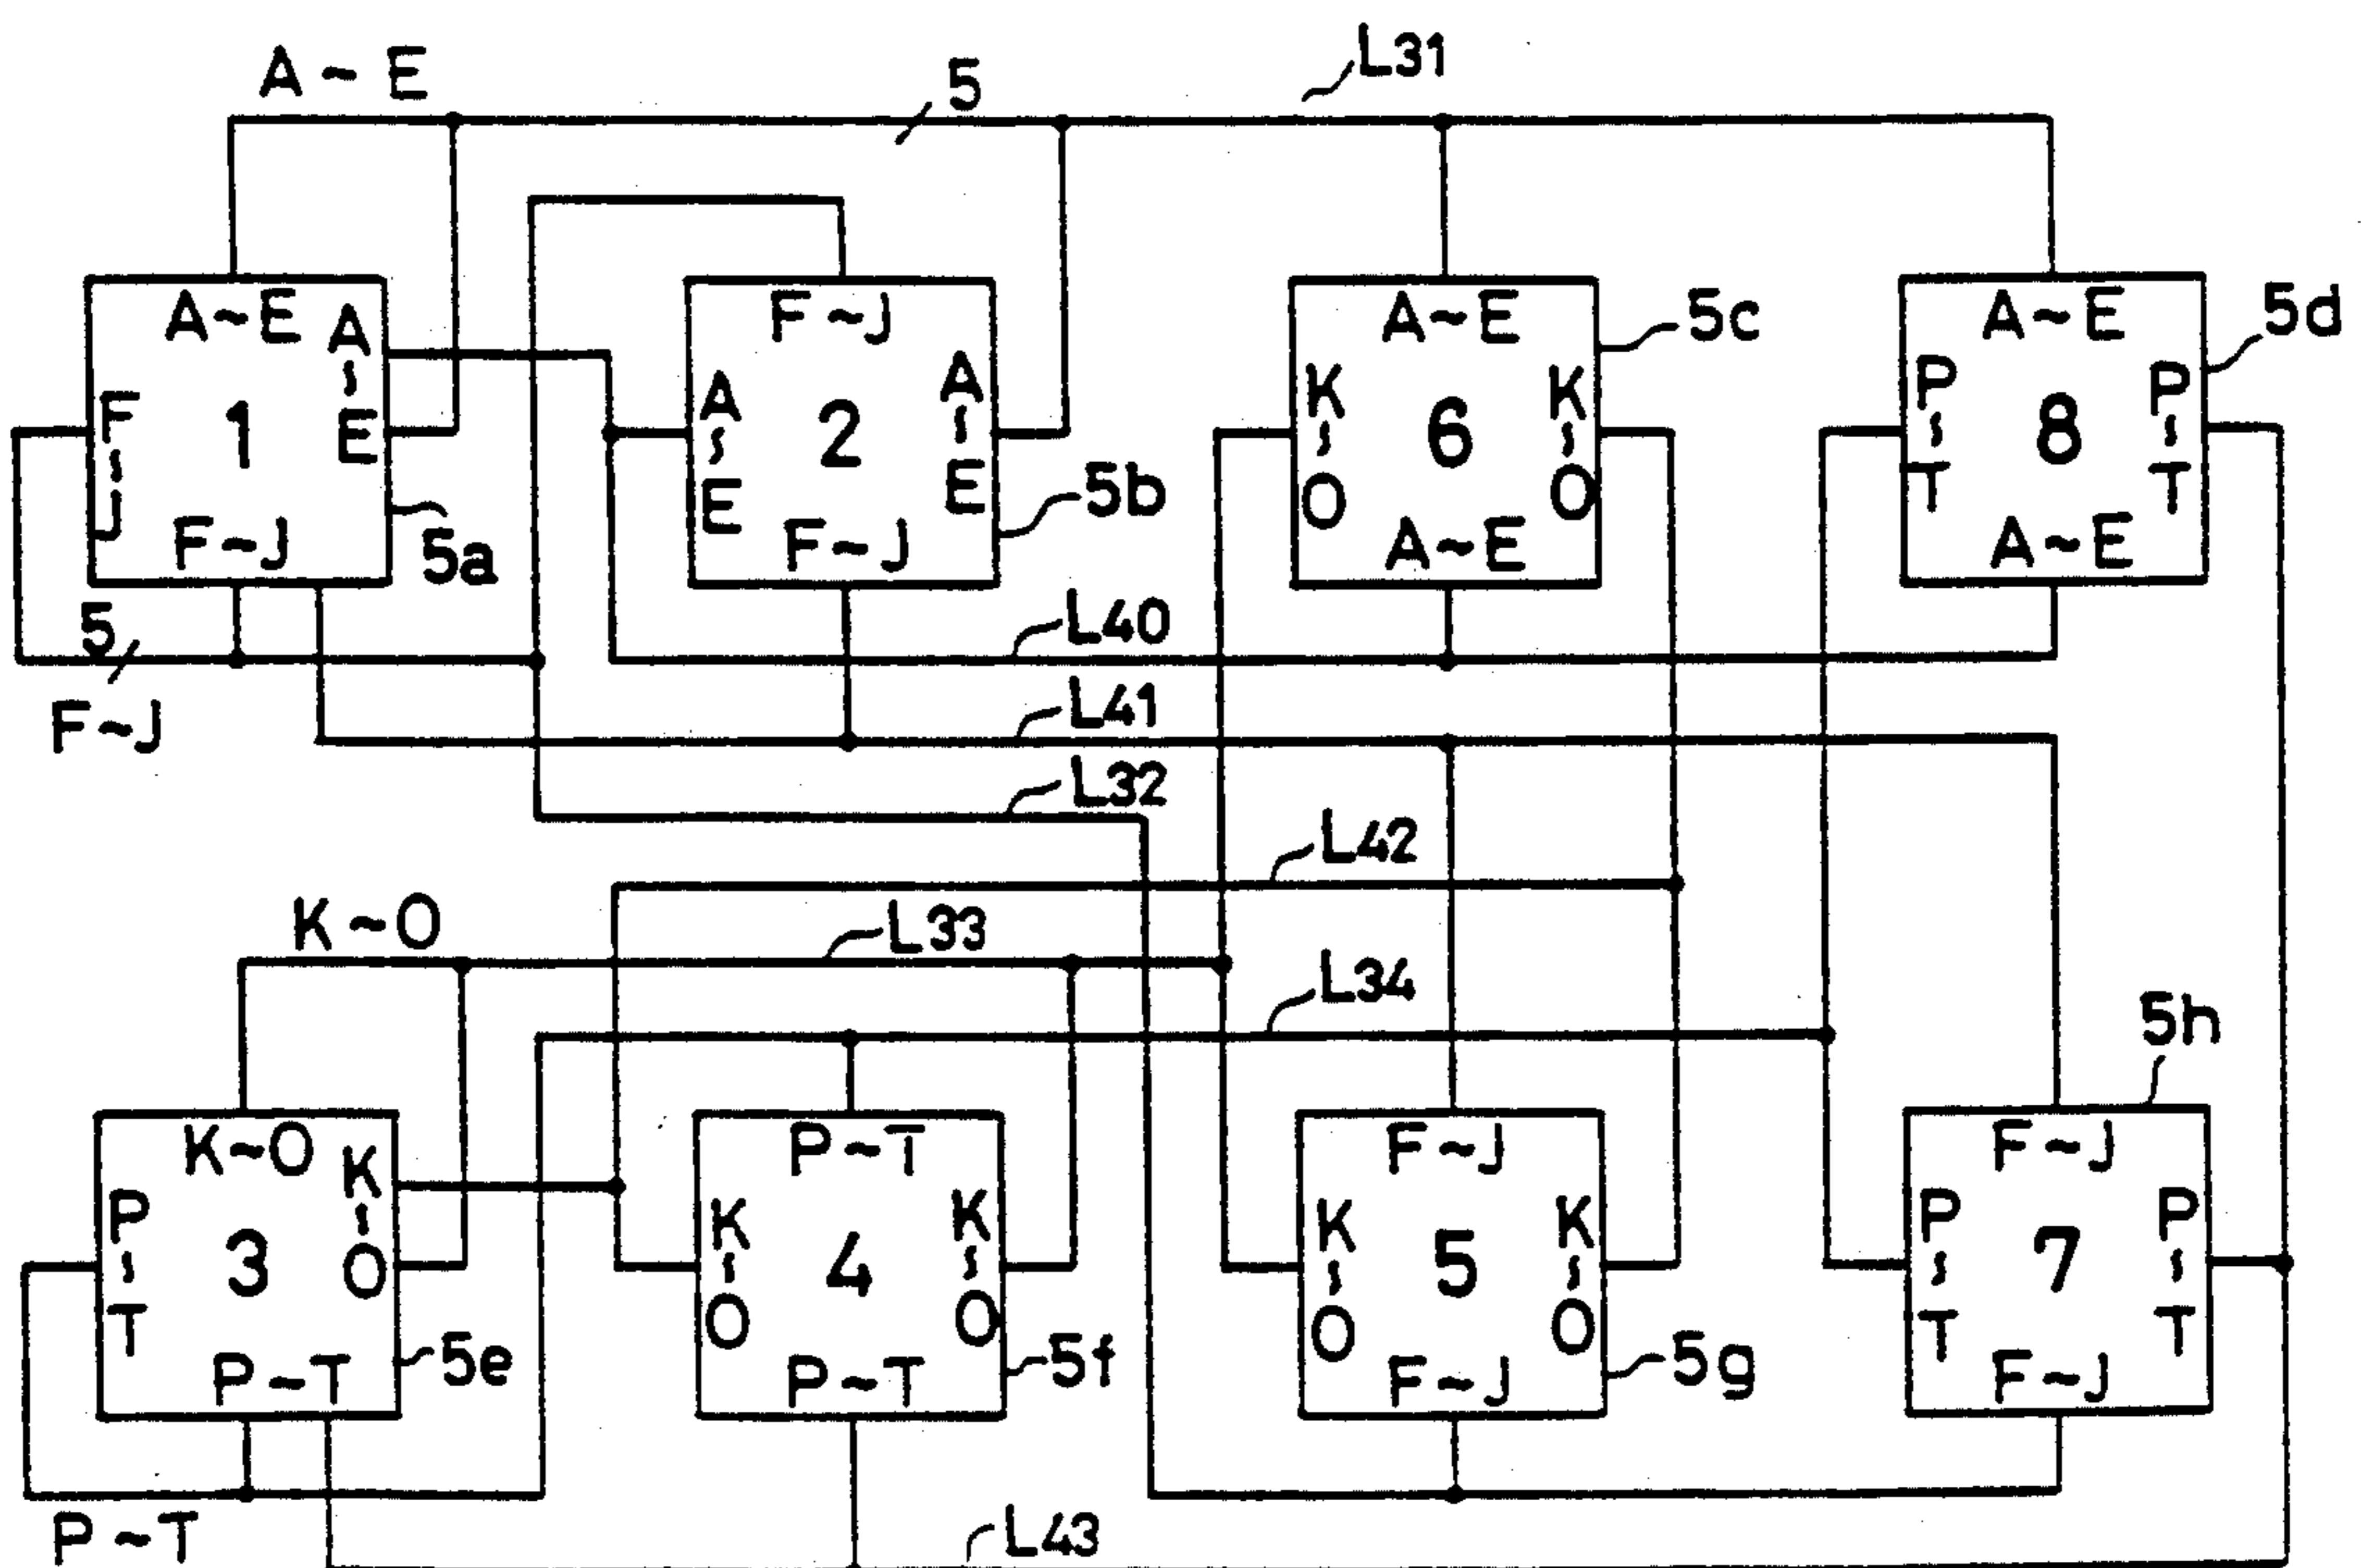 A ~ E
5
L31
A~E
A
~
E
F
~
J
1
F~J
5a
F~J
A
~
E
2
A
~
E
F~J
5b
A~E
K
~
O
6
K
~
O
A~E
5c
A~E
P
~
T
8
P
~
T
A~E
5d
5
F~J
L40
L41
L32
L42
K~O
L33
L34
K~O
K
~
O
P
~
T
3
P~T
5e
P~T
K
~
O
4
K
~
O
P~T
5f
F~J
K
~
O
5
K
~
O
F~J
5g
5h
F~J
P
~
T
7
P
~
T
F~J
P~T
L43